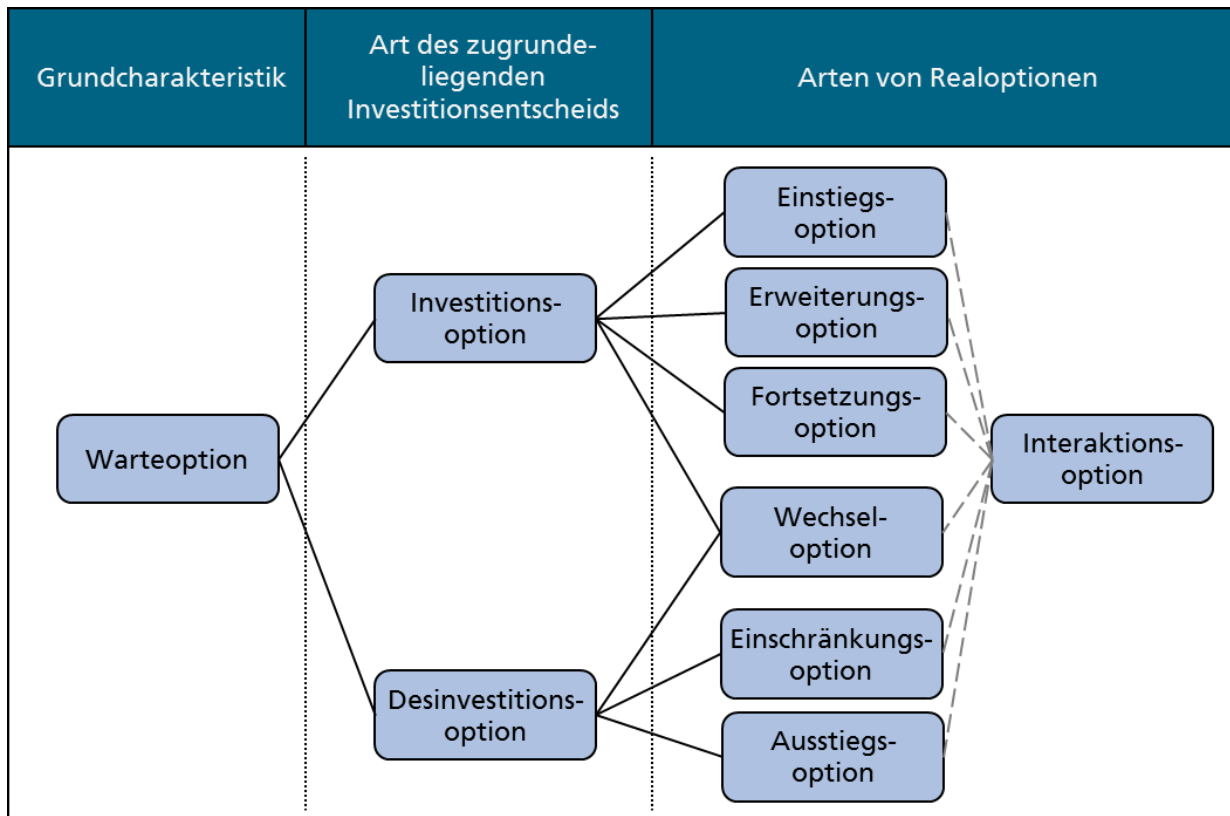 Grundcharakteristik
Art des zugrunde-
liegenden
Investitionsentscheids
Arten von Realoptionen
Warteoption
Investitions-
option
Desinvestitions-
option
Einstiegs-
option
Erweiterungs-
option
Fortsetzungs-
option
Wechsel-
option
Einschränkungs-
option
Ausstiegs-
option
Interaktions-
option